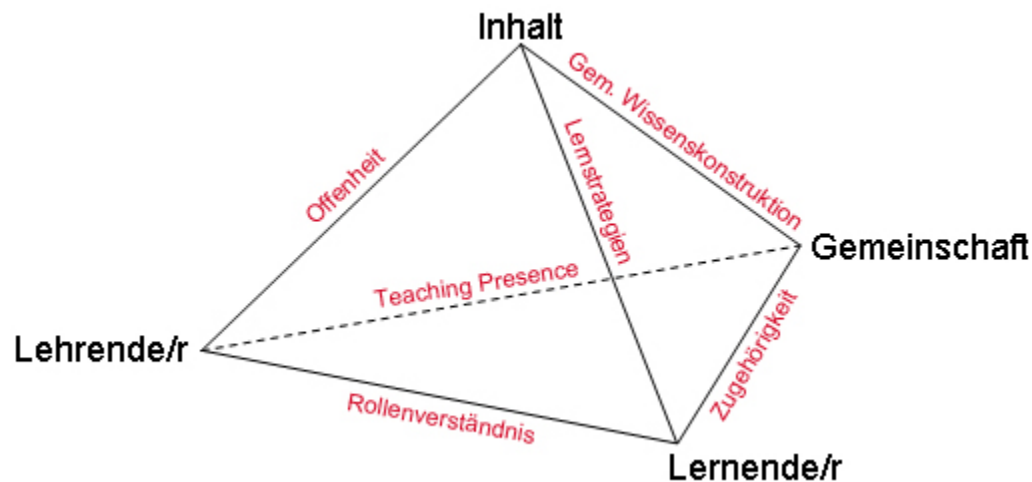 Inhalt
Gem. Wissenskonstruktion
Offenheit
Lernstrategien
Gemeinschaft
Teaching Presence
Zugehörigkeit
Lehrende/r
Rollenverständnis
Lernende/r